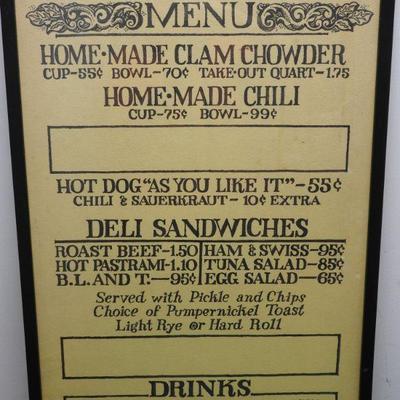 MENU
HOME·MADE CLAM CHOWDER
CUP-55¢ BOWL-70¢ TAKE-OUT QUART-1.75
HOME·MADE CHILI
CUP-75¢ BOWL-99¢
HOT DOG "AS YOU LIKE IT"-55¢
CHILI & SAUERKRAUT-10¢ EXTRA
DELI SANDWICHES
ROAST BEEF-1.50 HAM & SWISS-95¢
HOT PASTRAMI-1.10 TUNA SALAD-85¢
B.L. AND T.-95¢ EGG SALAD-65¢
Served with Pickle and Chips
Choice of Pumpernickel Toast
Light Rye or Hard Roll
DRINKS